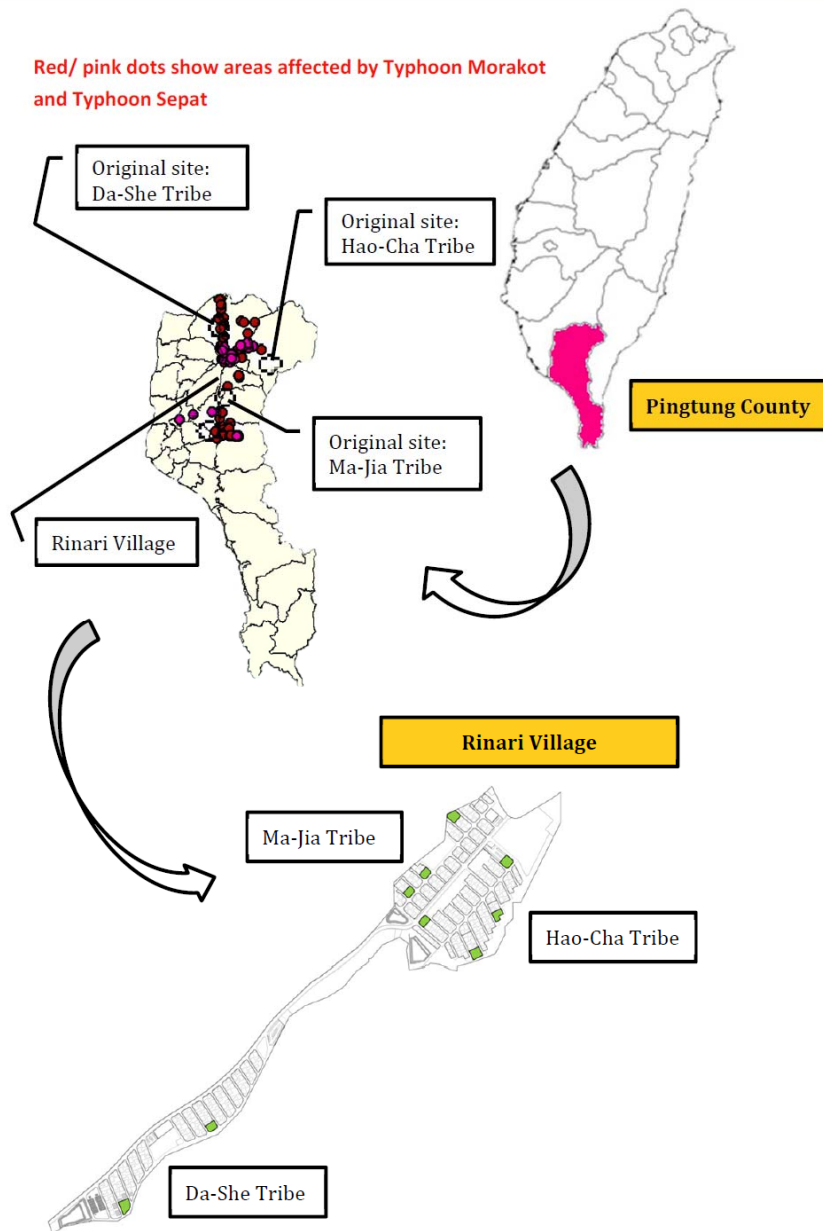 Red/ pink dots show areas affected by Typhoon Morakot
and Typhoon Sepat
Original site:
Da-She Tribe
Original site:
Hao-Cha Tribe
Pingtung County
Original site:
Ma-Jia Tribe
Rinari Village
Rinari Village
Ma-Jia Tribe
Hao-Cha Tribe
Da-She Tribe